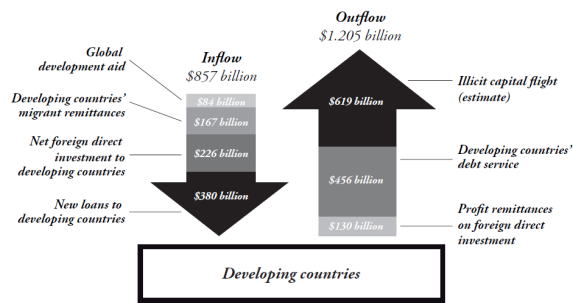 Outflow
$1.205 billion
Inflow
$857 billion
Global
development aid
Developing countries'
migrant remittances
Net foreign direct
investment to
developing countries
New loans to
developing countries
$84 billion
$167 billion
$226 billion
$380 billion
$619 billion
$456 billion
$130 billion
Illicit capital flight
(estimate)
Developing countries'
debt service
Profit remittances
on foreign direct
investment
Developing countries